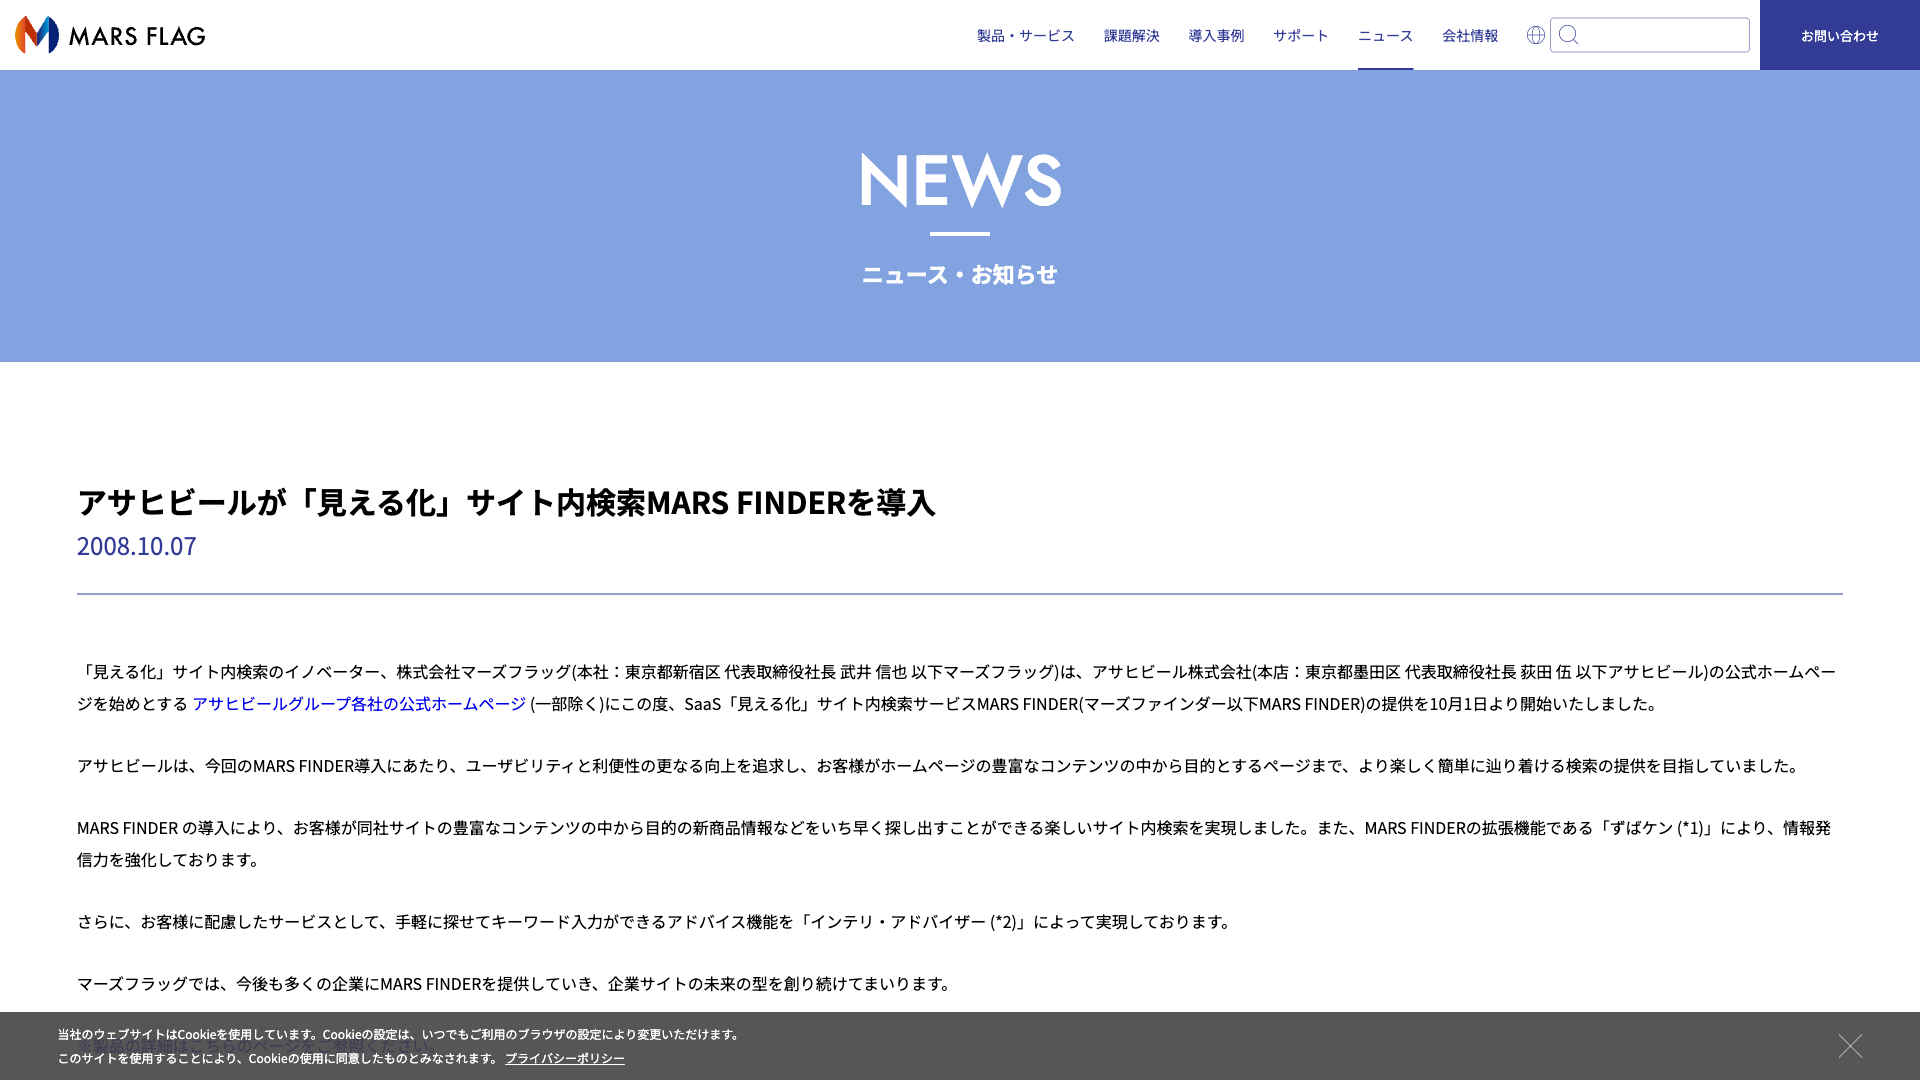 MARS FLAG
製品・サービス 課題解決 導入事例 サポート ニュース 会社情報 お問い合わせ
NEWS
ニュース・お知らせ
アサヒビールが「見える化」サイト内検索MARS FINDERを導入
2008.10.07
「見える化」サイト内検索のイノベーター、株式会社マーズフラッグ(本社：東京都新宿区 代表取締役社長 武井 信也 以下マーズフラッグ)は、アサヒビール株式会社(本店：東京都墨田区 代表取締役社長 荻田 伍 以下アサヒビール)の公式ホームペー
ジを始めとする アサヒビールグループ各社の公式ホームページ (一部除く)にこの度、SaaS「見える化」サイト内検索サービスMARS FINDER(マーズファインダー以下MARS FINDER)の提供を10月1日より開始いたしました。
アサヒビールは、今回のMARS FINDER導入にあたり、ユーザビリティと利便性の更なる向上を追求し、お客様がホームページの豊富なコンテンツの中から目的とするページまで、より楽しく簡単に辿り着ける検索の提供を目指していました。
MARS FINDER の導入により、お客様が同社サイトの豊富なコンテンツの中から目的の新商品情報などをいち早く探し出すことができる楽しいサイト内検索を実現しました。また、MARS FINDERの拡張機能である「ずばケン (*1)」により、情報発
信力を強化しております。
さらに、お客様に配慮したサービスとして、手軽に探せてキーワード入力ができるアドバイス機能を「インテリ・アドバイザー (*2)」によって実現しております。
マーズフラッグでは、今後も多くの企業にMARS FINDERを提供していき、企業サイトの未来の型を創り続けてまいります。
※製品の詳細はこちらのページをご参照ください。
当社のウェブサイトはCookieを使用しています。Cookieの設定は、いつでもご利用のブラウザの設定により変更いただけます。
このサイトを使用することにより、Cookieの使用に同意したものとみなされます。 プライバシーポリシー